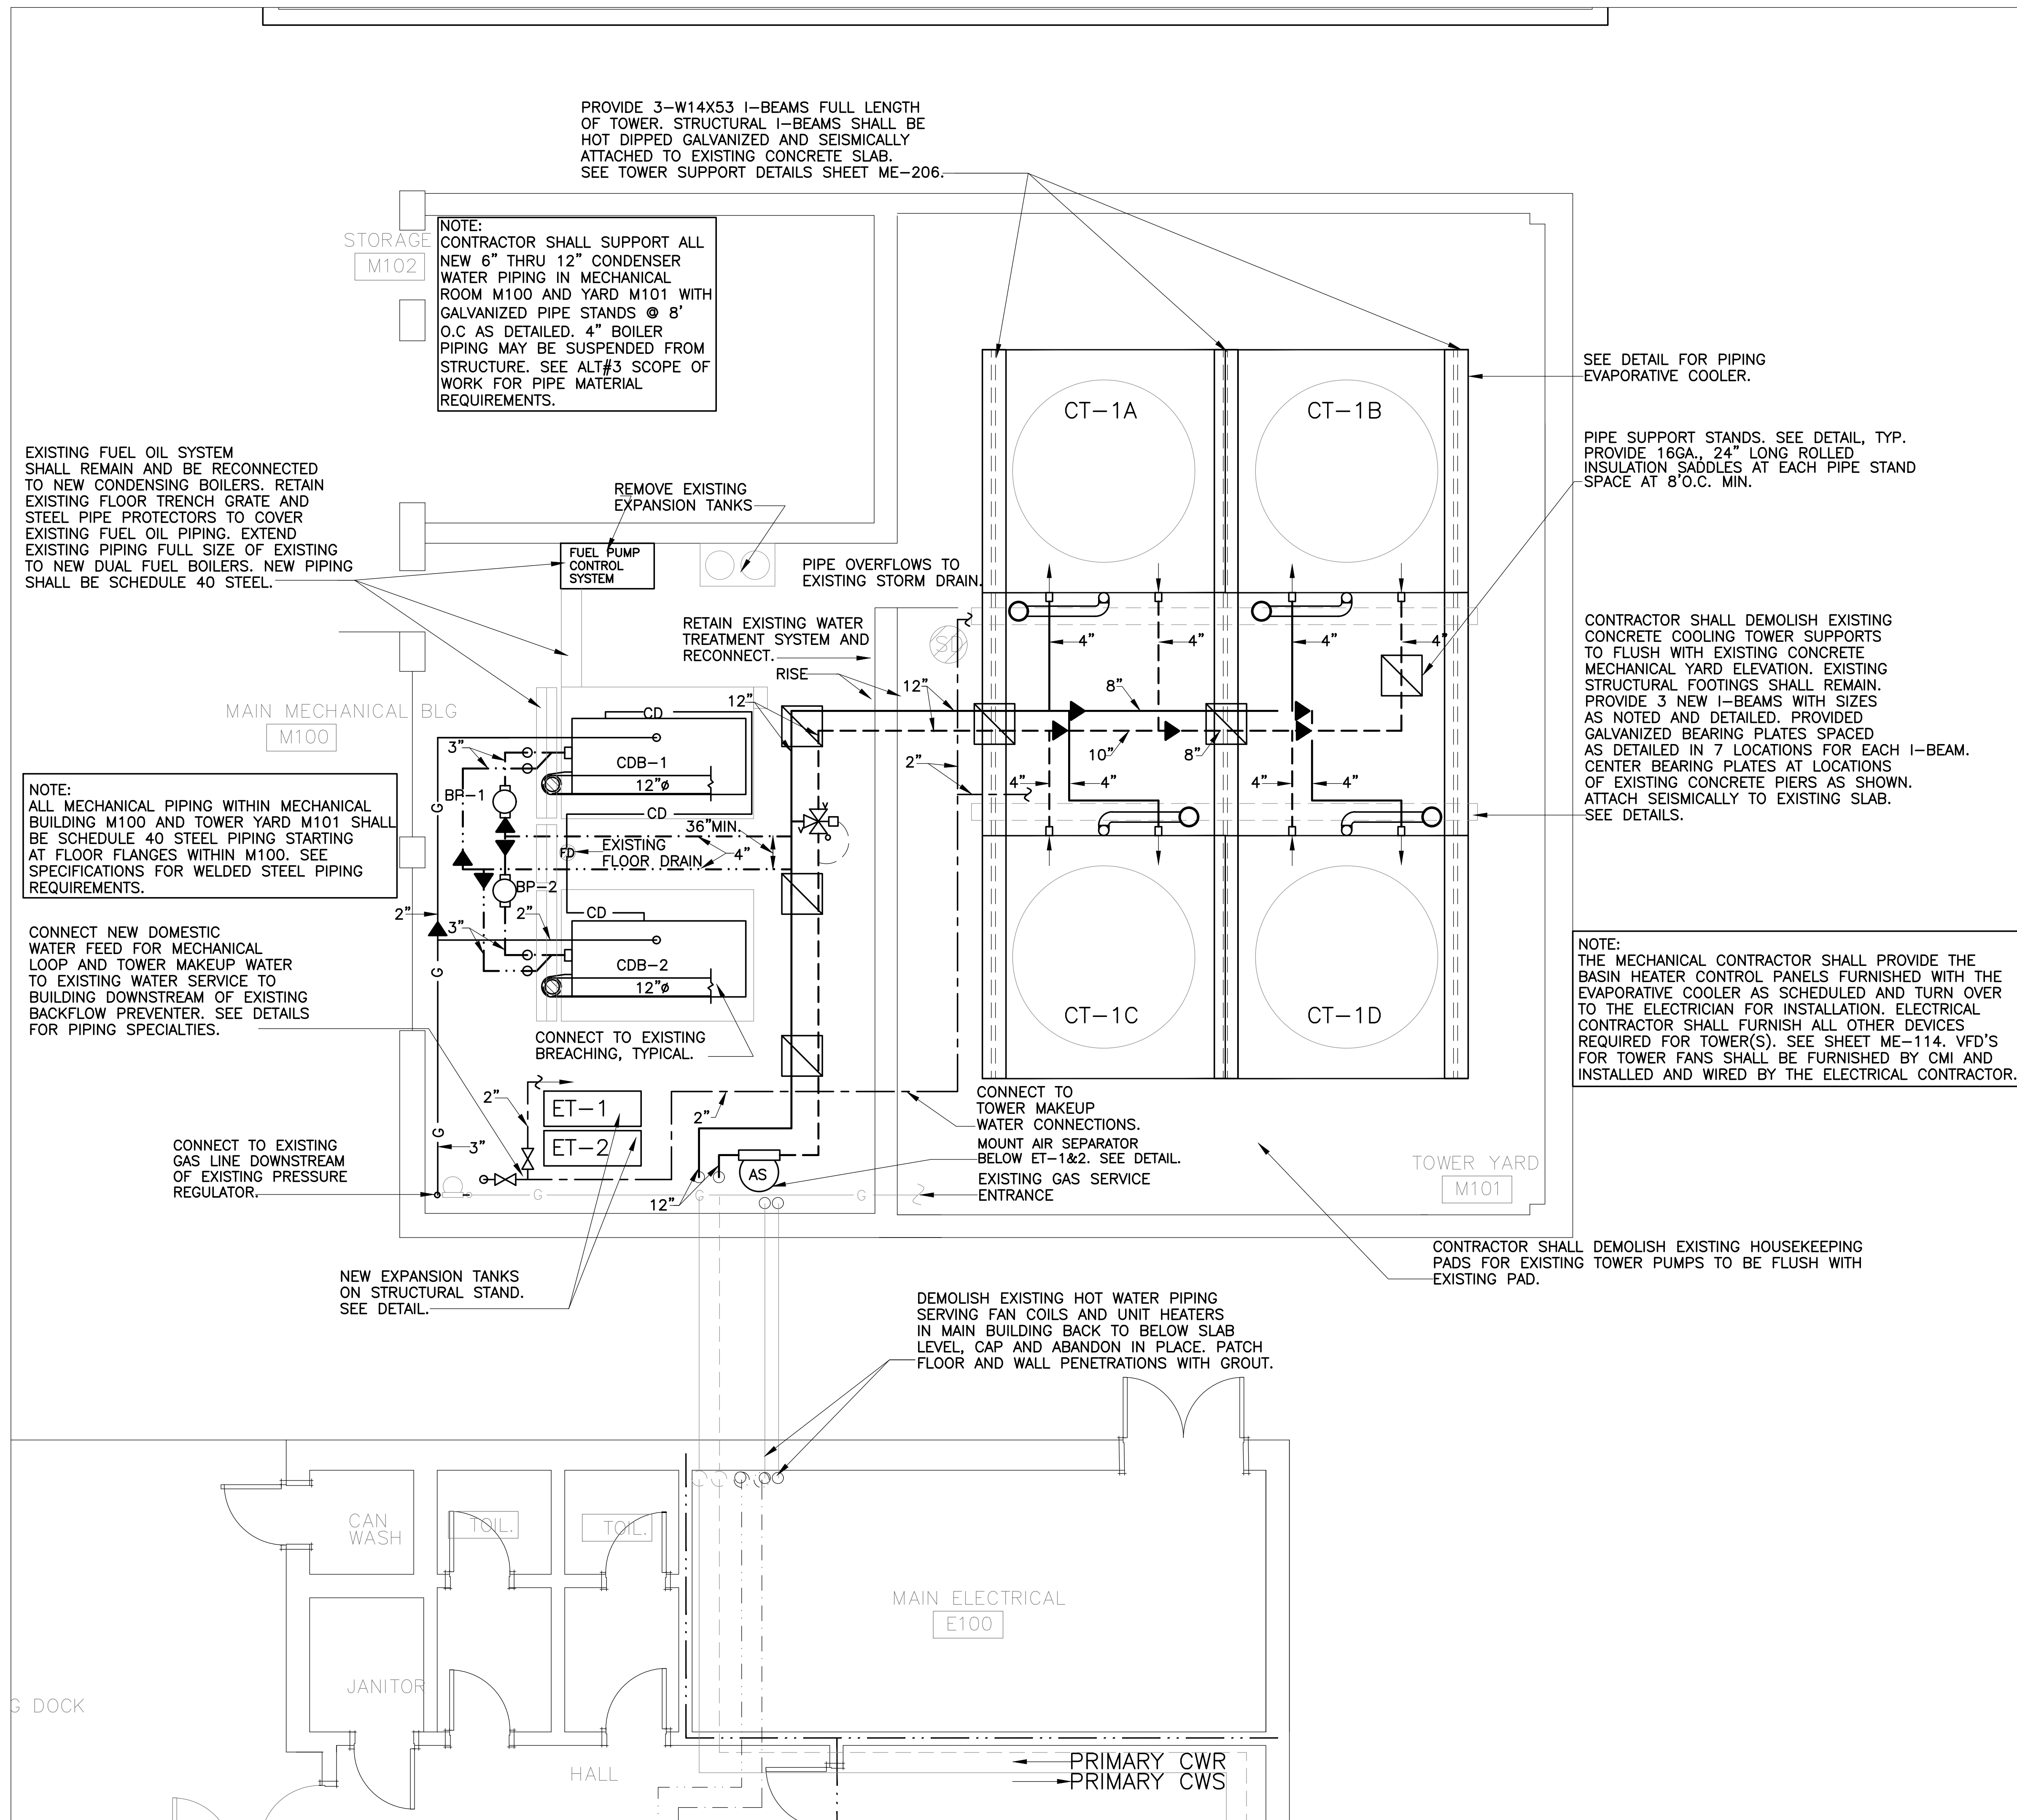 PROVIDE 3-W14X53 I-BEAMS FULL LENGTH
OF TOWER. STRUCTURAL I-BEAMS SHALL BE
HOT DIPPED GALVANIZED AND SEISMICALLY
ATTACHED TO EXISTING CONCRETE SLAB.
SEE TOWER SUPPORT DETAILS SHEET ME-206.
STORAGE
M102
NOTE:
CONTRACTOR SHALL SUPPORT ALL
NEW 6" THRU 12" CONDENSER
WATER PIPING IN MECHANICAL
ROOM M100 AND YARD M101 WITH
GALVANIZED PIPE STANDS @ 8'
O.C AS DETAILED. 4" BOILER
PIPING MAY BE SUSPENDED FROM
STRUCTURE. SEE ALT#3 SCOPE OF
WORK FOR PIPE MATERIAL
REQUIREMENTS.
SEE DETAIL FOR PIPING
EVAPORATIVE COOLER.
CT-1A
CT-1B
PIPE SUPPORT STANDS. SEE DETAIL, TYP.
PROVIDE 16GA., 24" LONG ROLLED
INSULATION SADDLES AT EACH PIPE STAND
SPACE AT 8'O.C. MIN.
EXISTING FUEL OIL SYSTEM
SHALL REMAIN AND BE RECONNECTED
TO NEW CONDENSING BOILERS. RETAIN
EXISTING FLOOR TRENCH GRATE AND
STEEL PIPE PROTECTORS TO COVER
EXISTING FUEL OIL PIPING. EXTEND
EXISTING PIPING FULL SIZE OF EXISTING
TO NEW DUAL FUEL BOILERS. NEW PIPING
SHALL BE SCHEDULE 40 STEEL.
REMOVE EXISTING
EXPANSION TANKS
FUEL PUMP
CONTROL
SYSTEM
PIPE OVERFLOWS TO
EXISTING STORM DRAIN.
RETAIN EXISTING WATER
TREATMENT SYSTEM AND
RECONNECT.
RISE
SD
4"
4"
4"
4"
CONTRACTOR SHALL DEMOLISH EXISTING
CONCRETE COOLING TOWER SUPPORTS
TO FLUSH WITH EXISTING CONCRETE
MECHANICAL YARD ELEVATION. EXISTING
STRUCTURAL FOOTINGS SHALL REMAIN.
PROVIDE 3 NEW I-BEAMS WITH SIZES
AS NOTED AND DETAILED. PROVIDED
GALVANIZED BEARING PLATES SPACED
AS DETAILED IN 7 LOCATIONS FOR EACH I-BEAM.
CENTER BEARING PLATES AT LOCATIONS
OF EXISTING CONCRETE PIERS AS SHOWN.
ATTACH SEISMICALLY TO EXISTING SLAB.
SEE DETAILS.
12"
12"
8"
10"
8"
2"
4"
4"
4"
4"
MAIN MECHANICAL BLG
M100
CD
3"
CDB-1
12"ø
BP-1
G
CD
36"MIN.
V
V
EXISTING
FLOOR DRAIN
FD
4"
BP-2
NOTE:
ALL MECHANICAL PIPING WITHIN MECHANICAL
BUILDING M100 AND TOWER YARD M101 SHALL
BE SCHEDULE 40 STEEL PIPING STARTING
AT FLOOR FLANGES WITHIN M100. SEE
SPECIFICATIONS FOR WELDED STEEL PIPING
REQUIREMENTS.
2"
3"
2"
CD
CDB-2
12"ø
G
CONNECT NEW DOMESTIC
WATER FEED FOR MECHANICAL
LOOP AND TOWER MAKEUP WATER
TO EXISTING WATER SERVICE TO
BUILDING DOWNSTREAM OF EXISTING
BACKFLOW PREVENTER. SEE DETAILS
FOR PIPING SPECIALTIES.
CONNECT TO EXISTING
BREACHING, TYPICAL.
CT-1C
CT-1D
NOTE:
THE MECHANICAL CONTRACTOR SHALL PROVIDE THE
BASIN HEATER CONTROL PANELS FURNISHED WITH THE
EVAPORATIVE COOLER AS SCHEDULED AND TURN OVER
TO THE ELECTRICIAN FOR INSTALLATION. ELECTRICAL
CONTRACTOR SHALL FURNISH ALL OTHER DEVICES
REQUIRED FOR TOWER(S). SEE SHEET ME-114. VFD'S
FOR TOWER FANS SHALL BE FURNISHED BY CMI AND
INSTALLED AND WIRED BY THE ELECTRICAL CONTRACTOR.
2"
ET-1
ET-2
2"
CONNECT TO
TOWER MAKEUP
WATER CONNECTIONS.
MOUNT AIR SEPARATOR
BELOW ET-1&2. SEE DETAIL.
EXISTING GAS SERVICE
ENTRANCE
G
3"
AS
CONNECT TO EXISTING
GAS LINE DOWNSTREAM
OF EXISTING PRESSURE
REGULATOR.
G
12"
G
G
TOWER YARD
M101
CONTRACTOR SHALL DEMOLISH EXISTING HOUSEKEEPING
PADS FOR EXISTING TOWER PUMPS TO BE FLUSH WITH
EXISTING PAD.
NEW EXPANSION TANKS
ON STRUCTURAL STAND.
SEE DETAIL.
DEMOLISH EXISTING HOT WATER PIPING
SERVING FAN COILS AND UNIT HEATERS
IN MAIN BUILDING BACK TO BELOW SLAB
LEVEL, CAP AND ABANDON IN PLACE. PATCH
FLOOR AND WALL PENETRATIONS WITH GROUT.
CAN
WASH
TOIL.
TOIL.
MAIN ELECTRICAL
E100
JANITOR
G DOCK
HALL
PRIMARY CWR
PRIMARY CWS